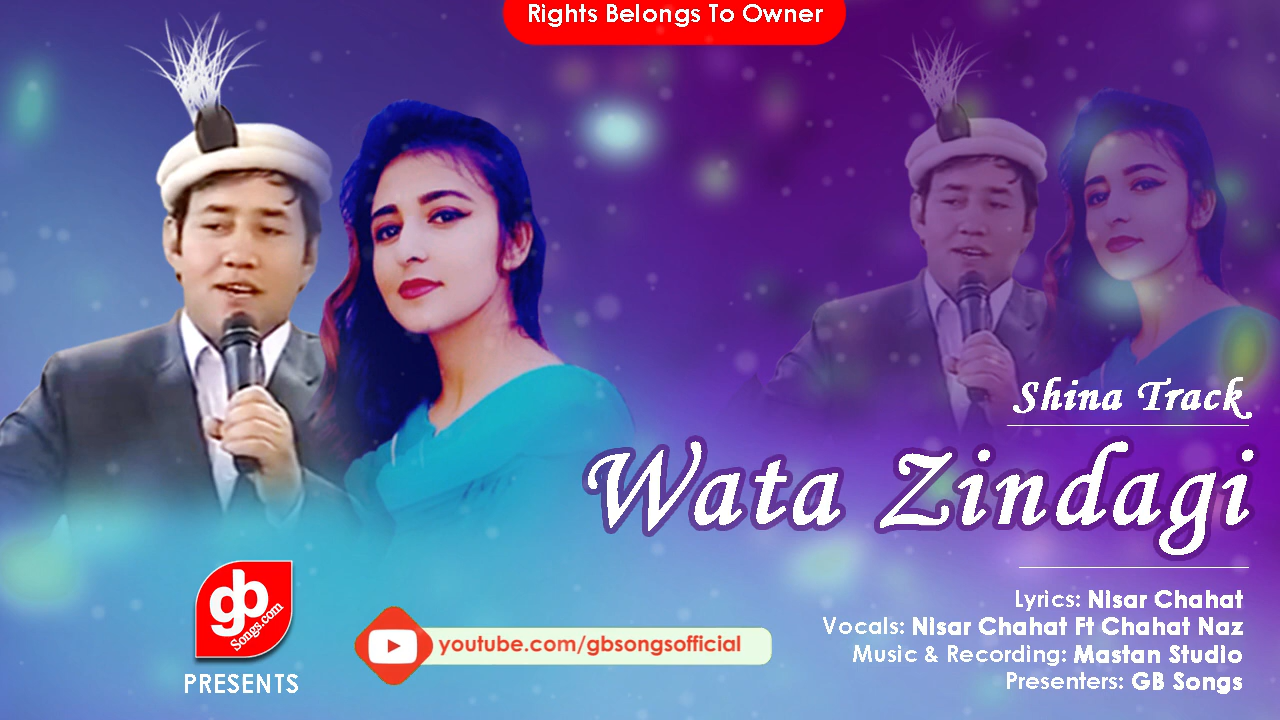 Rights Belongs To Owner
Shina Track
Wata Zindagi
Lyrics: Nisar Chahat
Vocals: Nisar Chahat Ft Chahat Naz
Music & Recording: Mastan Studio
Presenters: GB Songs
gb
Songs.com
PRESENTS
youtube.com/gbsongsofficial